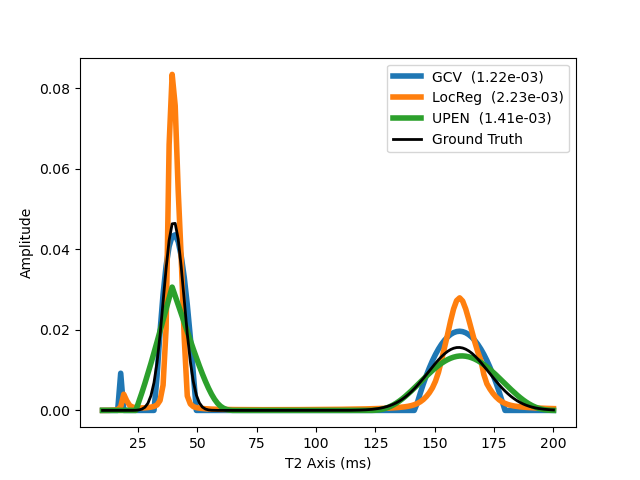 GCV (1.22e-03)
LocReg (2.23e-03)
UPEN (1.41e-03)
Ground Truth
0.08
0.06
0.04
0.02
0.00
Amplitude
25 50 75 100 125 150 175 200
T2 Axis (ms)